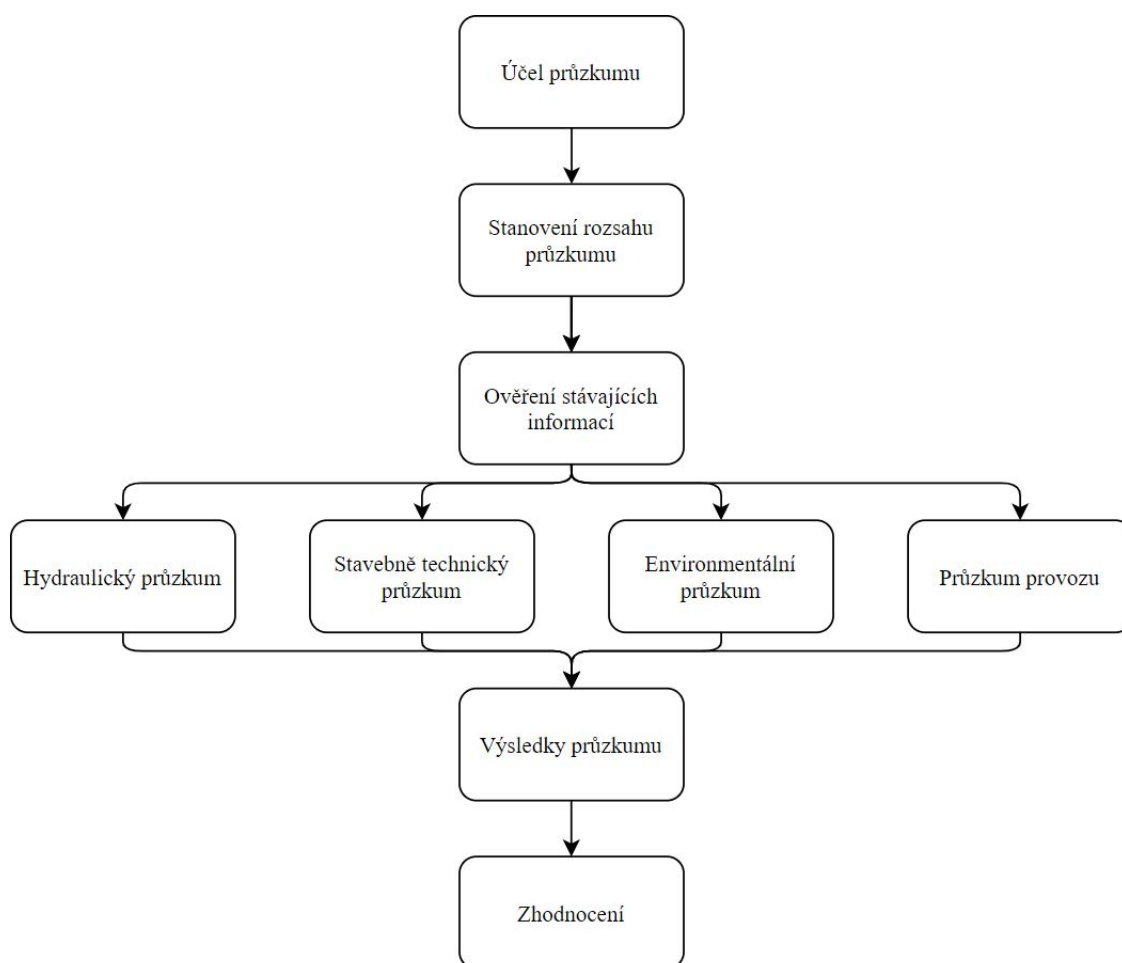 Účel průzkumu
Stanovení rozsahu
průzkumu
Ověření stávajících
informací
Hydraulický průzkum
Stavebně technický
průzkum
Environmentální
průzkum
Průzkum provozu
Výsledky průzkumu
Zhodnocení